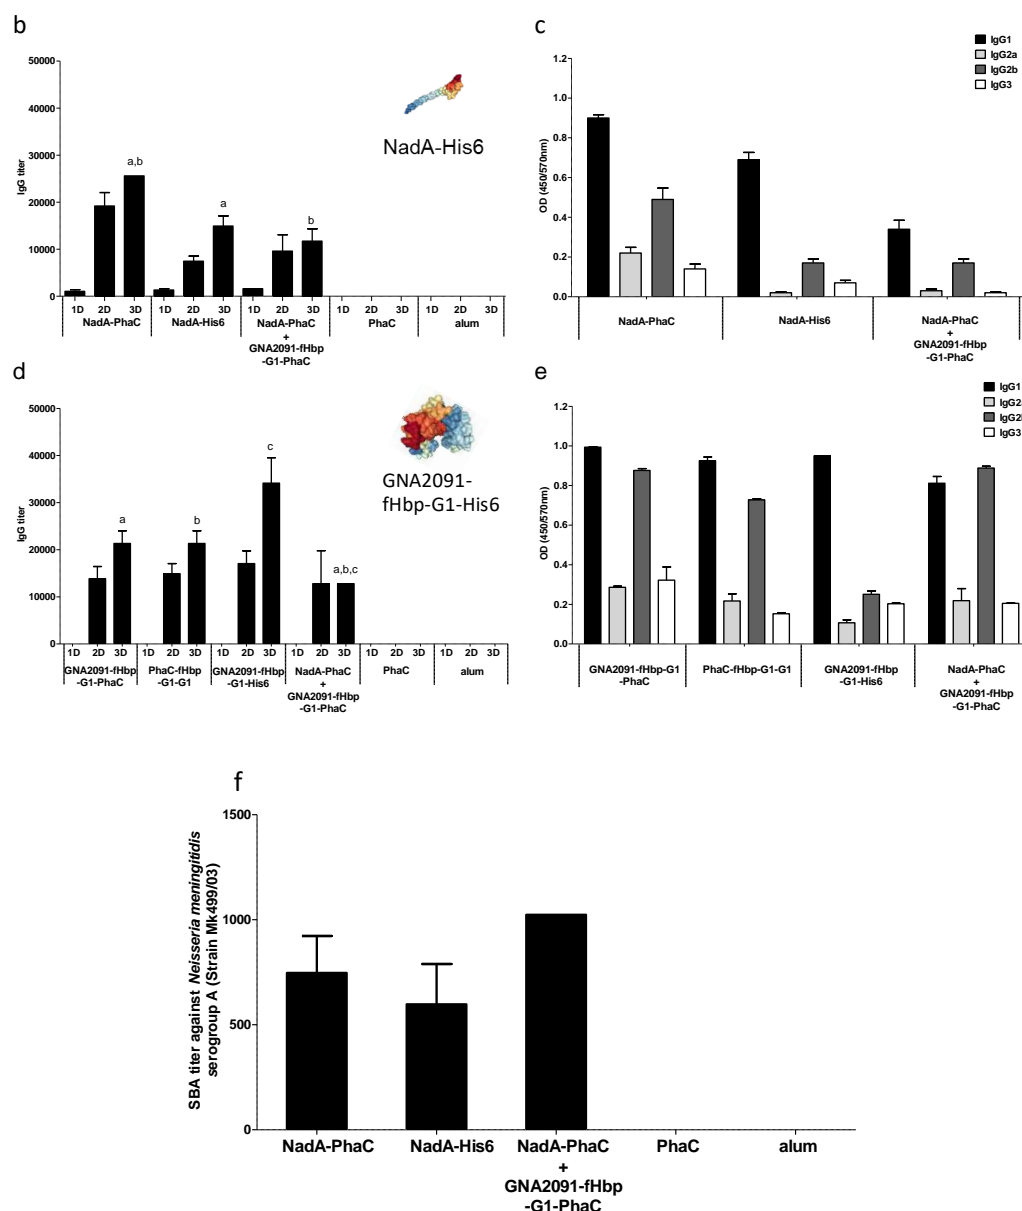 b
50000
40000
30000
20000
10000
0
IgG titer
a,b
a
b
NadA-His6
1D 2D 3D 1D 2D 3D 1D 2D 3D 1D 2D 3D 1D 2D 3D
NadA-PhaC
NadA-His6
NadA-PhaC
+
GNA2091-fHbp
-G1-PhaC
PhaC
alum
c
IgG1
IgG2a
IgG2b
IgG3
1.2
1.0
0.8
0.6
0.4
0.2
0.0
OD (450/570nm)
NadA-PhaC
NadA-His6
NadA-PhaC
+
GNA2091-fHbp
-G1-PhaC
d
50000
40000
30000
20000
10000
0
IgG titer
a
b
c
a,b,c
GNA2091-
fHbp-G1-His6
1D 2D 3D 1D 2D 3D 1D 2D 3D 1D 2D 3D 1D 2D 3D 1D 2D 3D
GNA2091-fHbp
-G1-PhaC
PhaC-fHbp
-G1-G1
GNA2091-fHbp
-G1-His6
NadA-PhaC
+
GNA2091-fHbp
-G1-PhaC
PhaC
alum
e
IgG1
IgG2
IgG2
IgG3
1.2
1.0
0.8
0.6
0.4
0.2
0.0
OD (450/570nm)
GNA2091-fHbp-G1
-PhaC
PhaC-fHbp-G1-G1
GNA2091-fHbp
-G1-His6
NadA-PhaC
+
GNA2091-fHbp
-G1-PhaC
f
1500
1000
500
0
SBA titer against Neisseria meningitidis
serogroup A (Strain Mk499/03)
NadA-PhaC
NadA-His6
NadA-PhaC
+
GNA2091-fHbp
-G1-PhaC
PhaC
alum